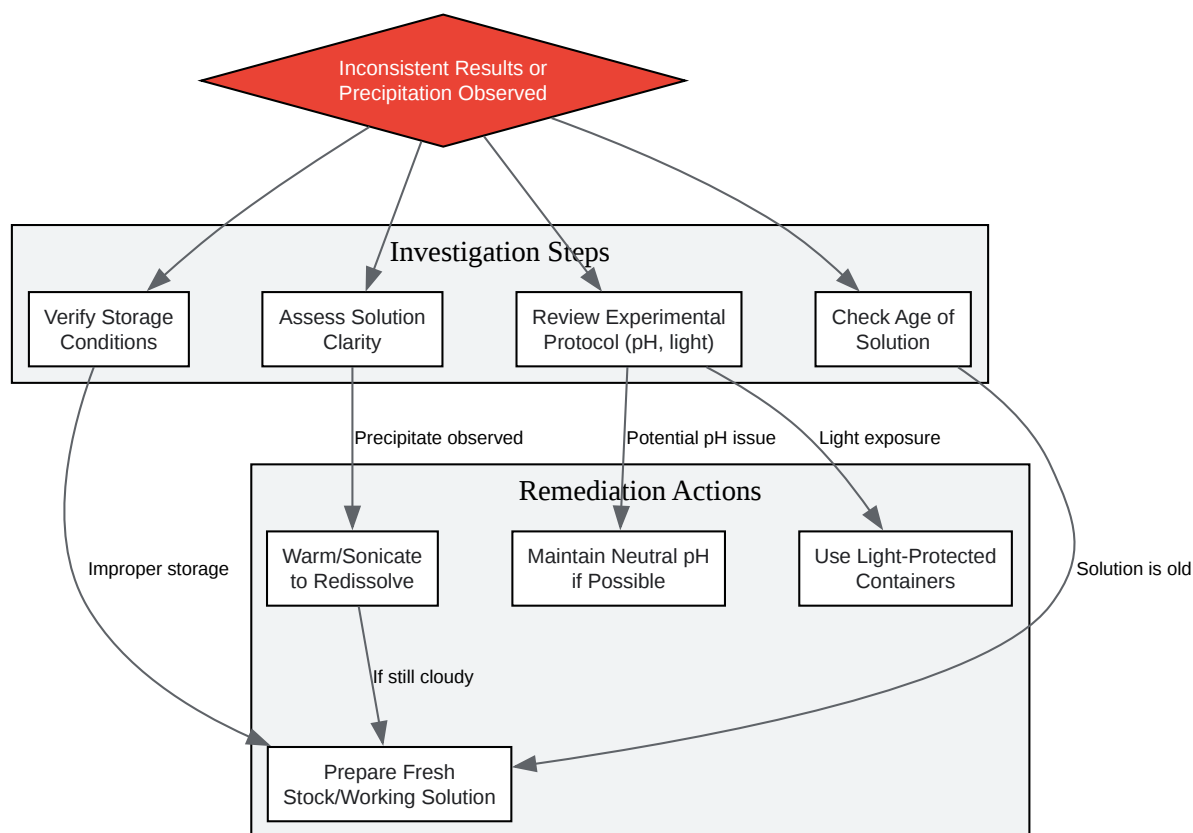 Inconsistent Results or
Precipitation Observed
Investigation Steps
Verify Storage
Conditions
Assess Solution
Clarity
Review Experimental
Protocol (pH, light)
Check Age of
Solution
Precipitate observed
Potential pH issue
Light exposure
Remediation Actions
Warm/Sonicate
to Redissolve
Maintain Neutral pH
if Possible
Use Light-Protected
Containers
Improper storage
Solution is old
If still cloudy
Prepare Fresh
Stock/Working Solution